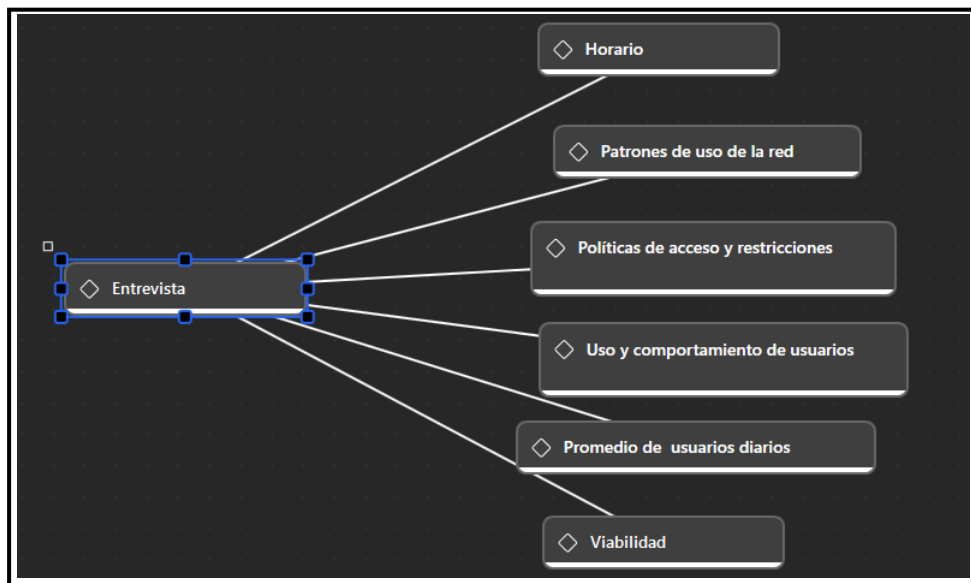 Horario
Patrones de uso de la red
Políticas de acceso y restricciones
Entrevista
Uso y comportamiento de usuarios
Promedio de  usuarios diarios
Viabilidad